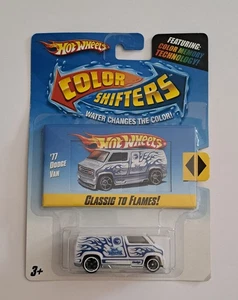 Hot Wheels
FEATURING:
COLOR MEMORY
TECHNOLOGY!
COLOR
SHIFTERS
WATER CHANGES THE COLOR!
'77
DODGE
VAN
Hot Wheels
CLASSIC TO FLAMES!
3+